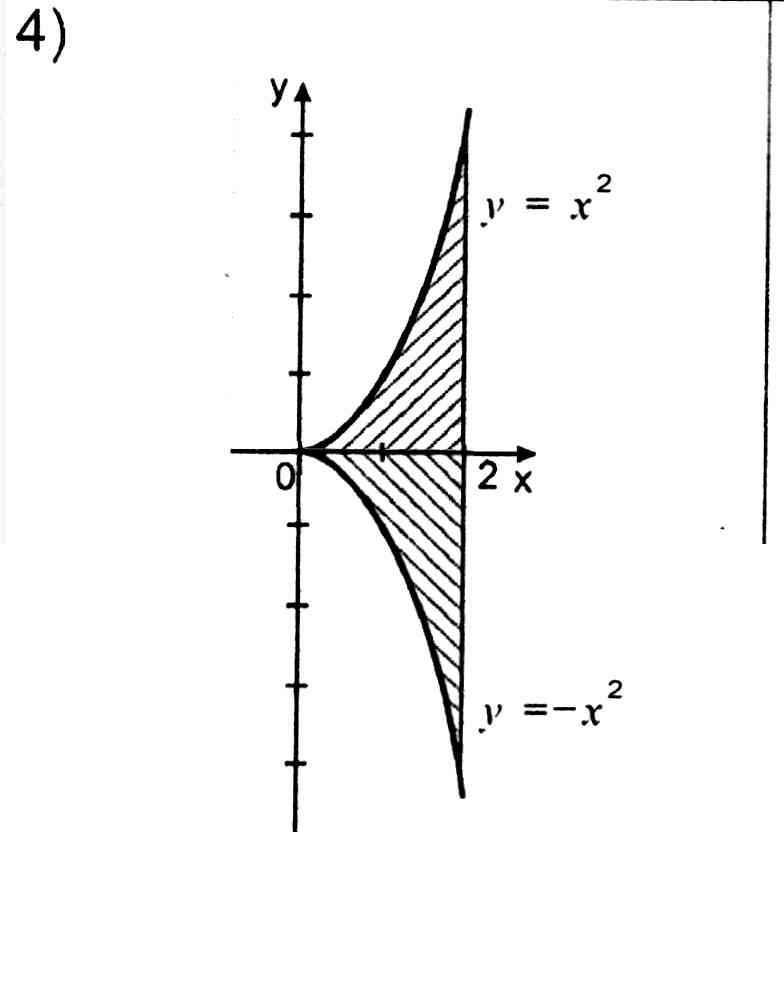 4)
y
y = x²
0
2 x
y =-x²